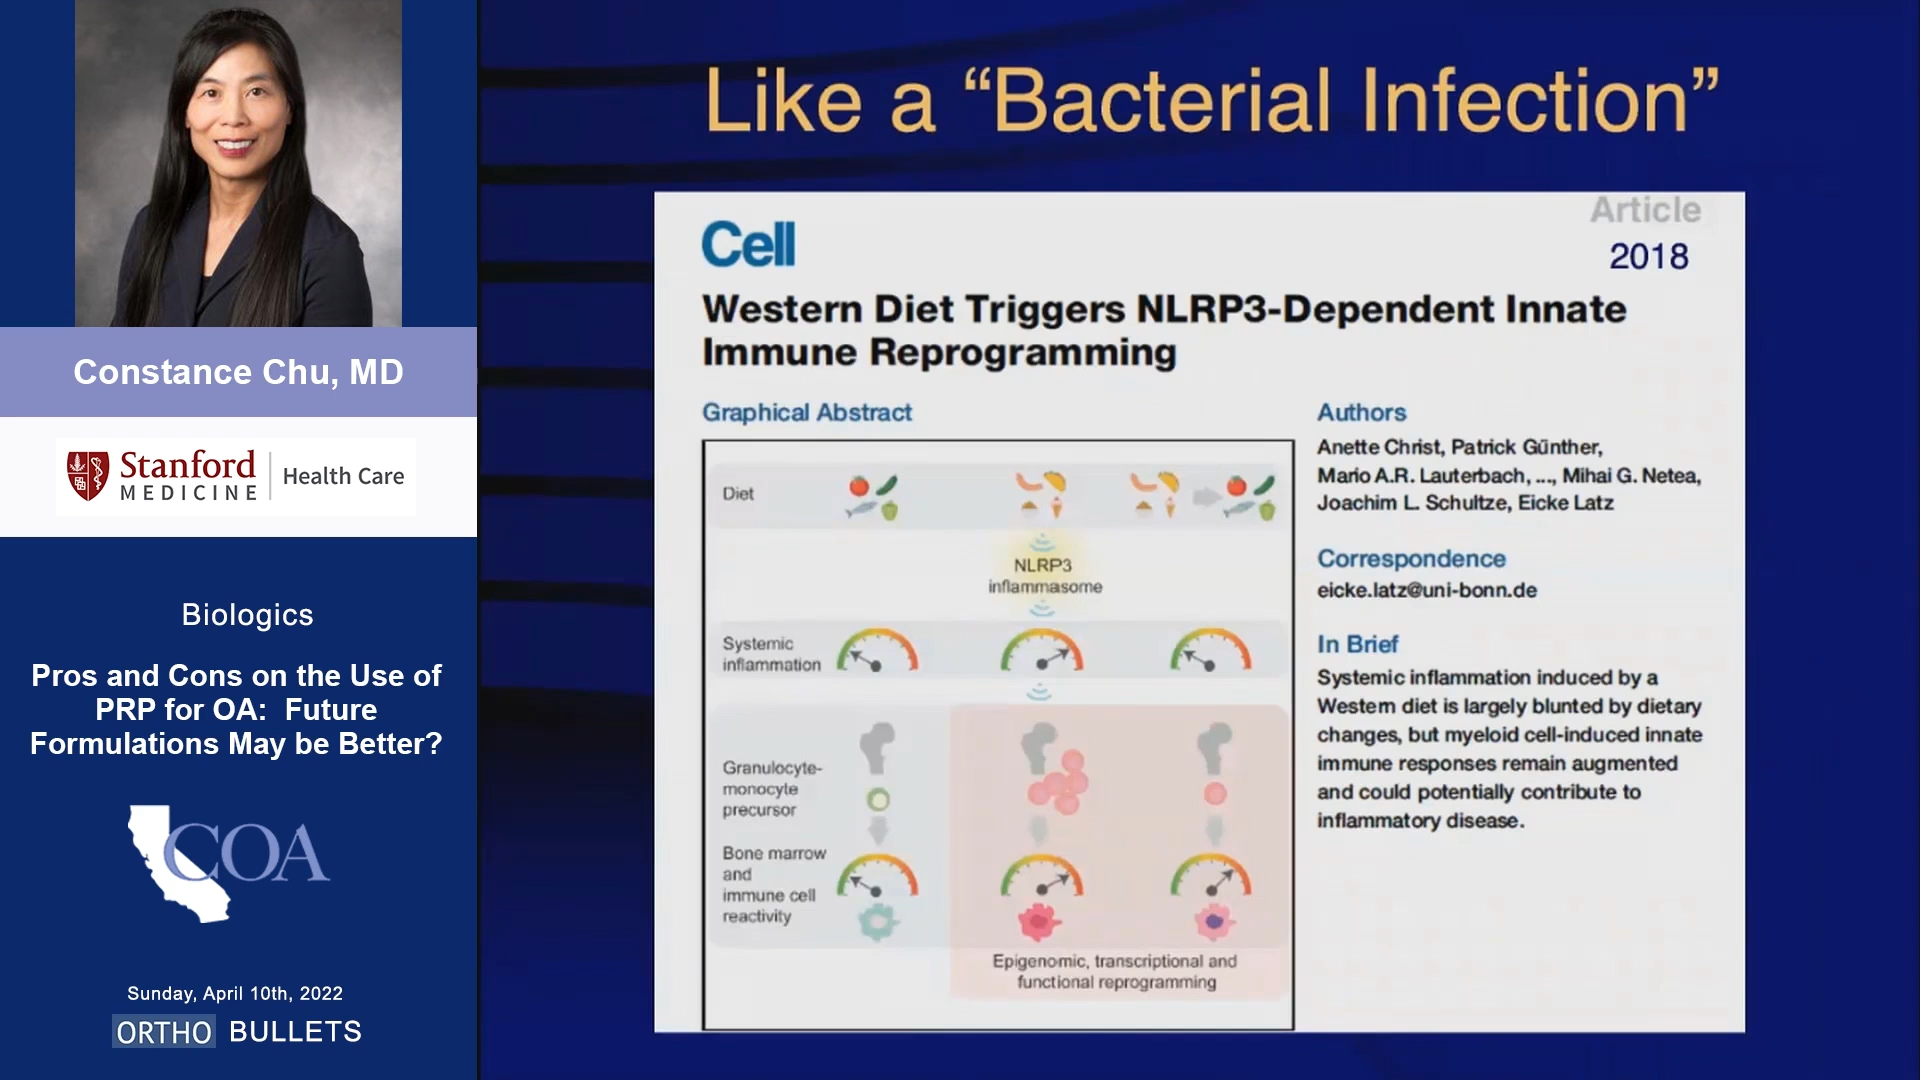 Constance Chu, MD
Stanford
MEDICINE
Health Care
Biologics
Pros and Cons on the Use of
PRP for OA: Future
Formulations May be Better?
COA
Sunday, April 10th, 2022
ORTHO BULLETS
Like a “Bacterial Infection”
Cell
Article
2018
Western Diet Triggers NLRP3-Dependent Innate
Immune Reprogramming
Graphical Abstract
Diet
NLRP3
inflammasome
Systemic
inflammation
Granulocyte-
monocyte
precursor
Bone marrow
and
immune cell
reactivity
Epigenomic, transcriptional and
functional reprogramming
Authors
Anette Christ, Patrick Günther,
Mario A.R. Lauterbach, ..., Mihai G. Netea,
Joachim L. Schultze, Eicke Latz
Correspondence
eicke.latz@uni-bonn.de
In Brief
Systemic inflammation induced by a
Western diet is largely blunted by dietary
changes, but myeloid cell-induced innate
immune responses remain augmented
and could potentially contribute to
inflammatory disease.